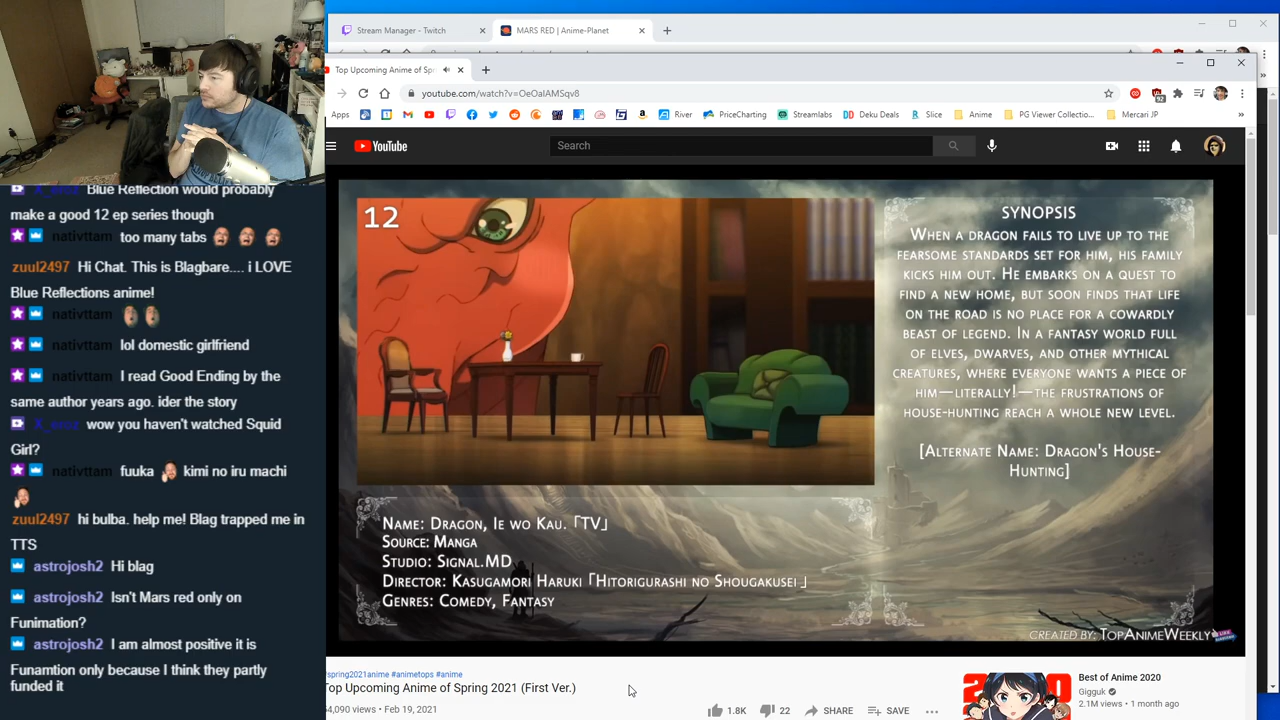 Stream Manager - Twitch
MARS RED | Anime-Planet
Top Upcoming Anime of Spr
youtube.com/watch?v=OeOalAMSqv8
92
Apps
River
PriceCharting
Streamlabs
Deku Deals
Slice
Anime
PG Viewer Collectio...
Mercari JP
YouTube
Search
Blue Reflection would probably
make a good 12 ep series though
nativttam too many tabs
zuul2497 Hi Chat. This is Blagbare.... i LOVE
Blue Reflections anime!
nativttam
nativttam lol domestic girlfriend
nativttam I read Good Ending by the
same author years ago. ider the story
wow you haven't watched Squid
Girl?
nativttam fuuka kimi no iru machi
zuul2497 hi bulba. help me! Blag trapped me in
TTS
astrojosh2 Hi blag
astrojosh2 Isn't Mars red only on
Funimation?
astrojosh2 I am almost positive it is
Funamtion only because I think they partly
funded it
12
SYNOPSIS
When a dragon fails to live up to the
fearsome standards set for him, his family
kicks him out. He embarks on a quest to
find a new home, but soon finds that life
on the road is no place for a cowardly
beast of legend. In a fantasy world full
of elves, dwarves, and other mythical
creatures, where everyone wants a piece of
him—literally!—the frustrations of
house-hunting reach a whole new level.
[Alternate Name: Dragon's House-
Hunting]
Name: Dragon, Ie wo Kau. 「TV」
Source: Manga
Studio: Signal.MD
Director: Kasugamori Haruki 「Hitorigurashi no Shougakusei 」
Genres: Comedy, Fantasy
Created by: TopAnimeWeekly
spring2021anime #animetops #anime
Top Upcoming Anime of Spring 2021 (First Ver.)
4,090 views • Feb 19, 2021
1.8K
22
SHARE
SAVE
Best of Anime 2020
Gigguk
2.1M views • 1 month ago